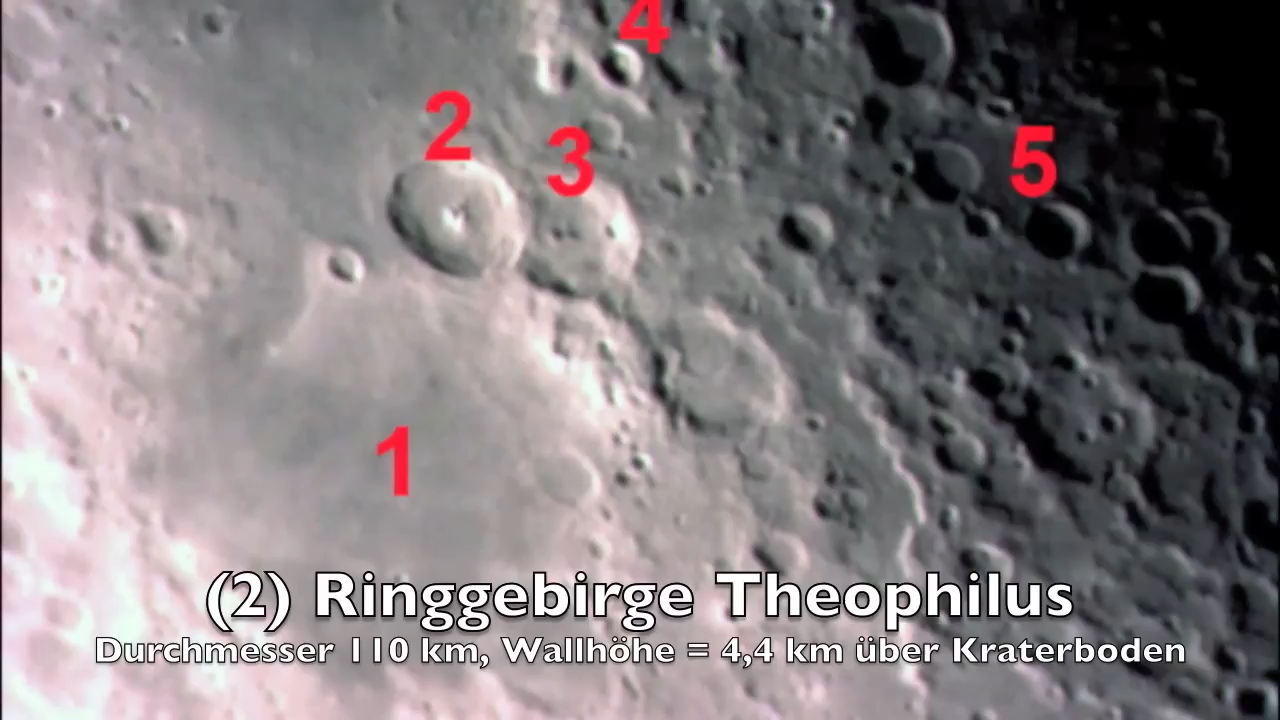 4
2
3
5
1
(2) Ringgebirge Theophilus
Durchmesser 110 km, Wallhöhe = 4,4 km über Kraterboden